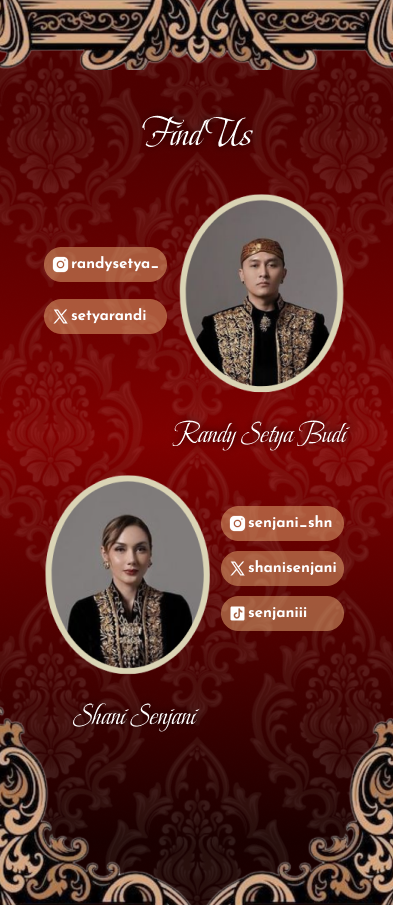 Find Us
randysetya_
setyarandi
Randy Setya Budi
senjani_shn
shanisenjani
senjaniii
Shani Senjani